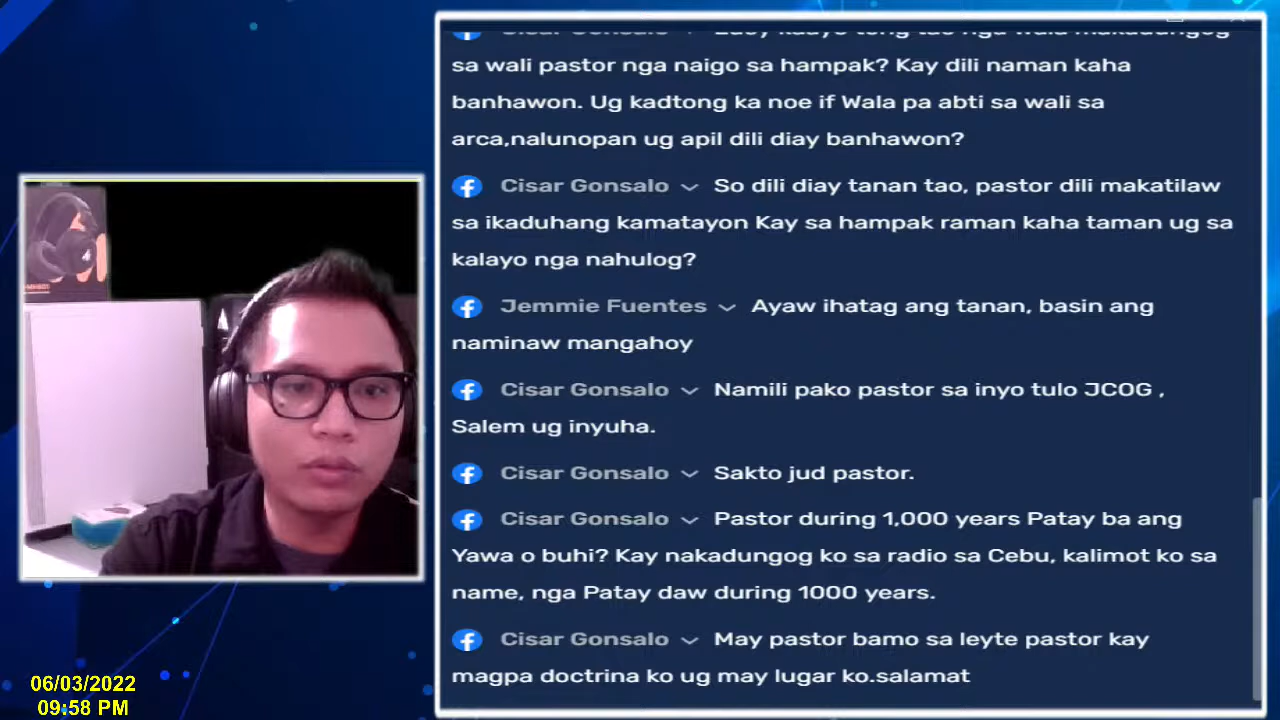 Cisar Gonsalo
sa wali pastor nga naigo sa hampak? Kay dili naman kaha
banhawon. Ug kadtong ka noe if Wala pa abti sa wali sa
arca,nalunopan ug apil dili diay banhawon?
Cisar Gonsalo So dili diay tanan tao, pastor dili makatilaw
sa ikaduhang kamatayon Kay sa hampak raman kaha taman ug sa
kalayo nga nahulog?
Jemmie Fuentes Ayaw ihatag ang tanan, basin ang
naminaw mangahoy
Cisar Gonsalo Namili pako pastor sa inyo tulo JCOG ,
Salem ug inyuha.
Cisar Gonsalo Sakto jud pastor.
Cisar Gonsalo Pastor during 1,000 years Patay ba ang
Yawa o buhi? Kay nakadungog ko sa radio sa Cebu, kalimot ko sa
name, nga Patay daw during 1000 years.
Cisar Gonsalo May pastor bamo sa leyte pastor kay
magpa doctrina ko ug may lugar ko.salamat
06/03/2022
09:58 PM